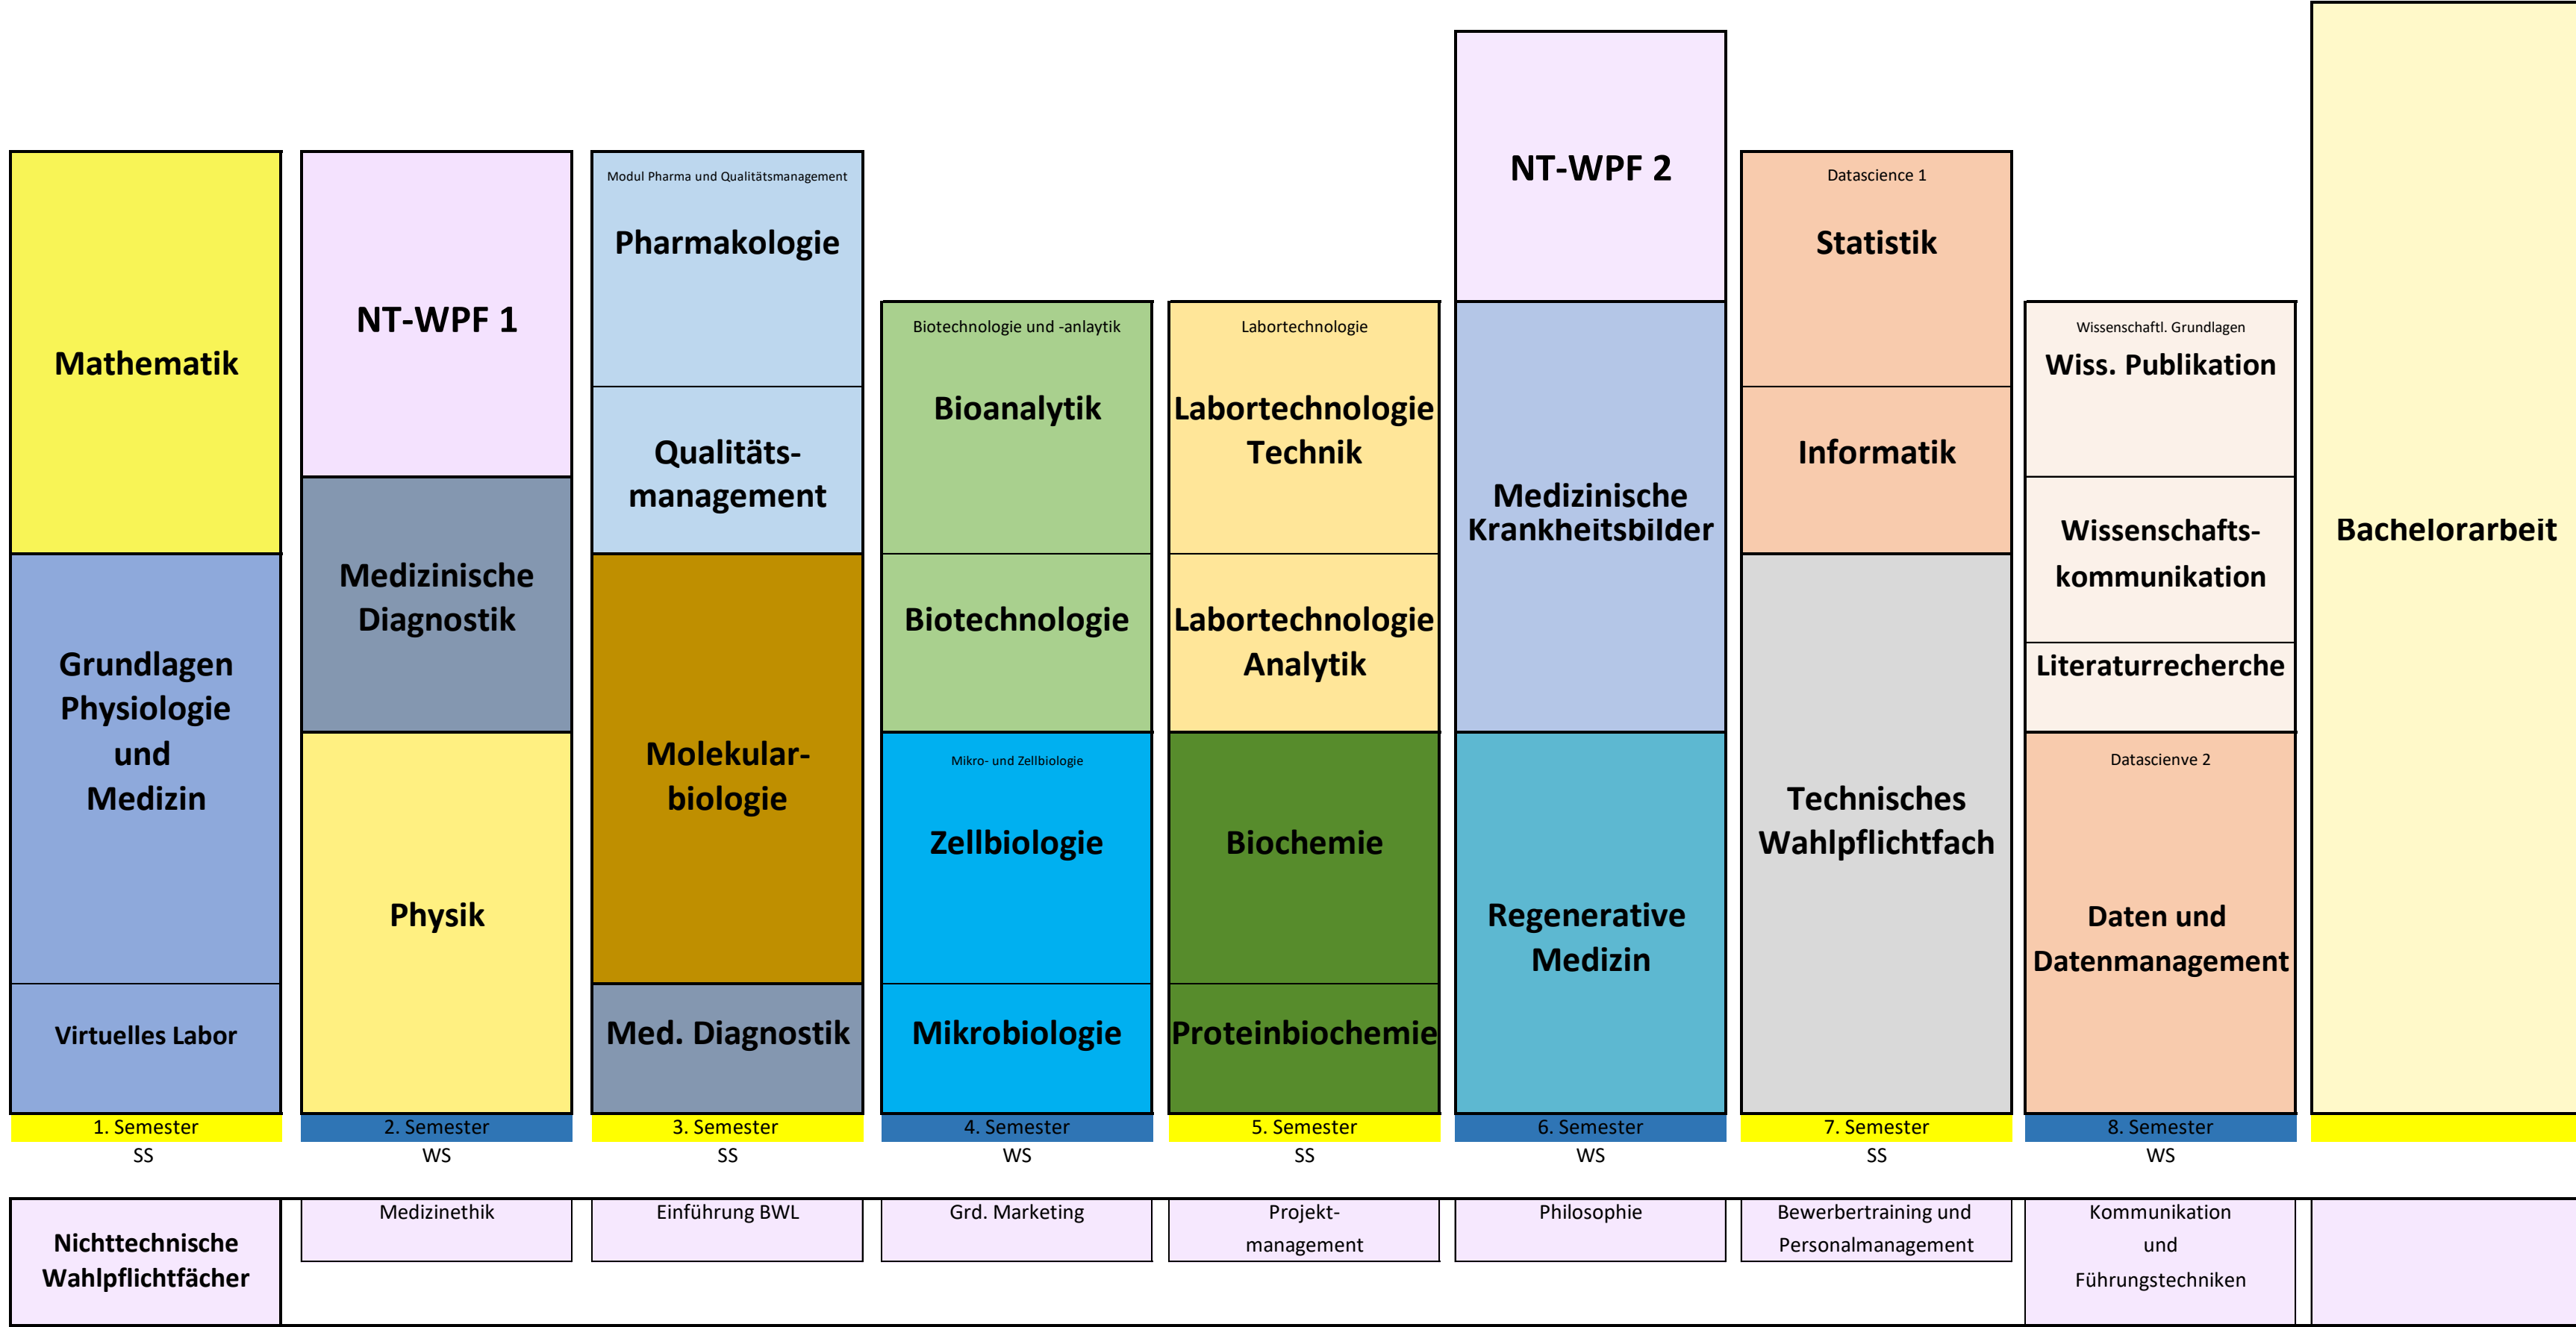 Mathematik
Grundlagen
Physiologie
und
Medizin
Virtuelles Labor
1. Semester
SS
NT-WPF 1
Medizinische
Diagnostik
Physik
2. Semester
WS
Modul Pharma und Qualitätsmanagement
Pharmakologie
Qualitäts-
management
Molekular-
biologie
Med. Diagnostik
3. Semester
SS
Biotechnologie und -anlaytik
Bioanalytik
Biotechnologie
Mikro- und Zellbiologie
Zellbiologie
Mikrobiologie
4. Semester
WS
Labortechnologie
Labortechnologie
Technik
Labortechnologie
Analytik
Biochemie
Proteinbiochemie
5. Semester
SS
NT-WPF 2
Medizinische
Krankheitsbilder
Regenerative
Medizin
6. Semester
WS
Datascience 1
Statistik
Informatik
Technisches
Wahlpflichtfach
7. Semester
SS
Wissenschaftl. Grundlagen
Wiss. Publikation
Wissenschafts-
kommunikation
Literaturrecherche
Datascienve 2
Daten und
Datenmanagement
8. Semester
WS
Bachelorarbeit
Nichttechnische
Wahlpflichtfächer
Medizinethik
Einführung BWL
Grd. Marketing
Projekt-
management
Philosophie
Bewerbertraining und
Personalmanagement
Kommunikation
und
Führungstechniken